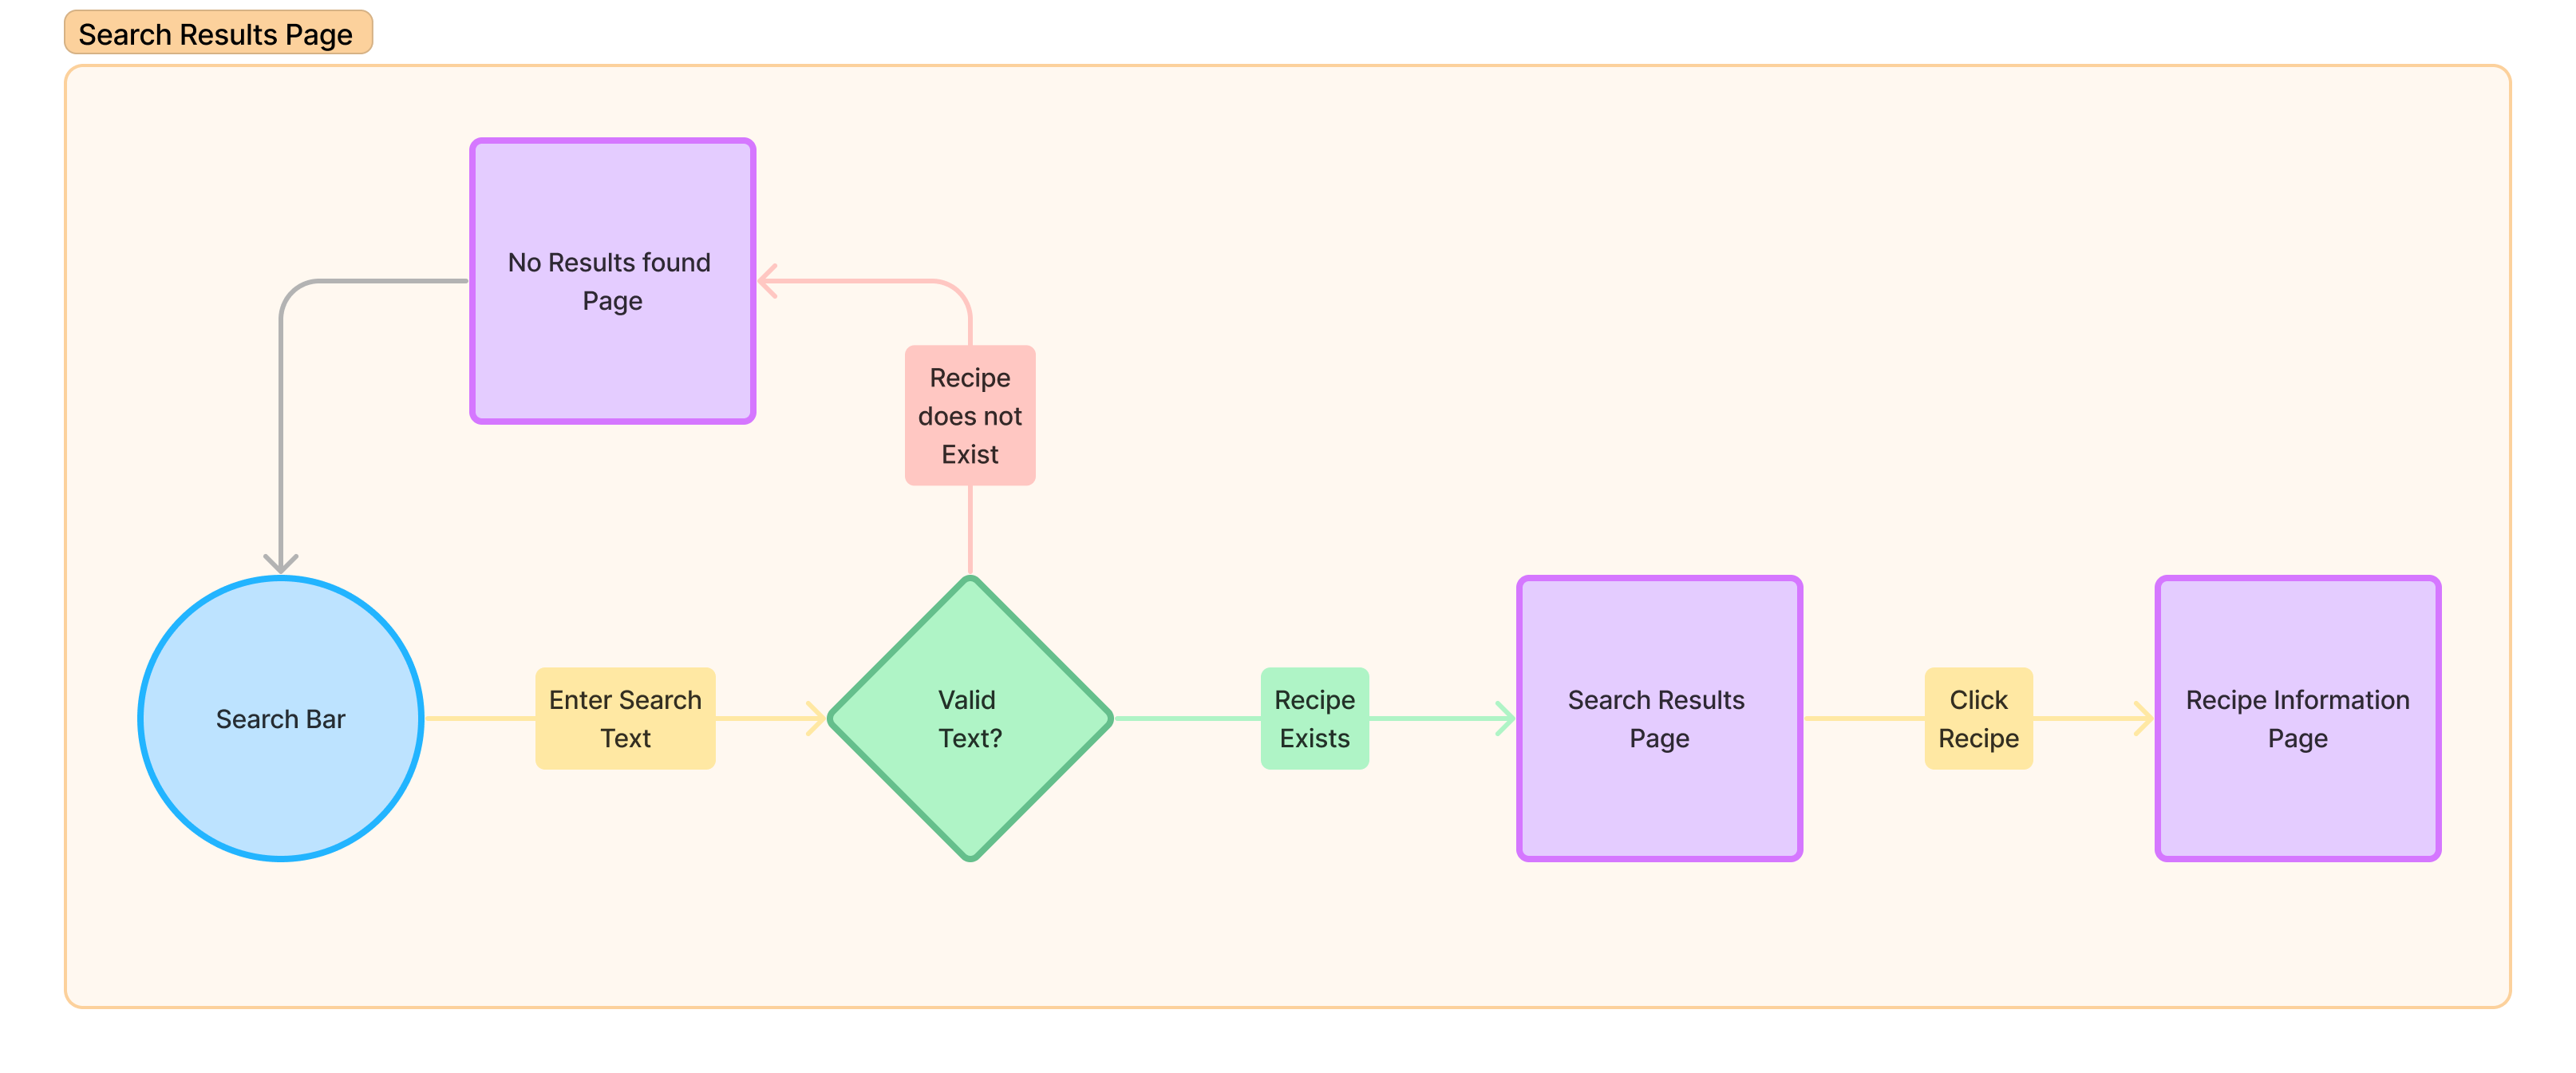 Search Results Page
No Results found
Page
Recipe
does not
Exist
Search Bar
Enter Search
Text
Valid
Text?
Recipe
Exists
Search Results
Page
Click
Recipe
Recipe Information
Page